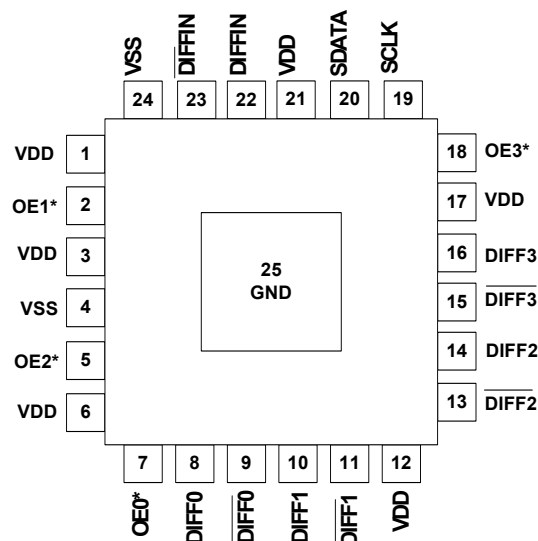 VSS
DIFFIN
DIFFIN
VDD
SDATA
SCLK
24
23
22
21
20
19
VDD 1
OE1* 2
VDD 3
VSS 4
OE2* 5
VDD 6
25
GND
18 OE3*
17 VDD
16 DIFF3
15 DIFF3
14 DIFF2
13 DIFF2
7
8
9
10
11
12
OE0*
DIFF0
DIFF0
DIFF1
DIFF1
VDD